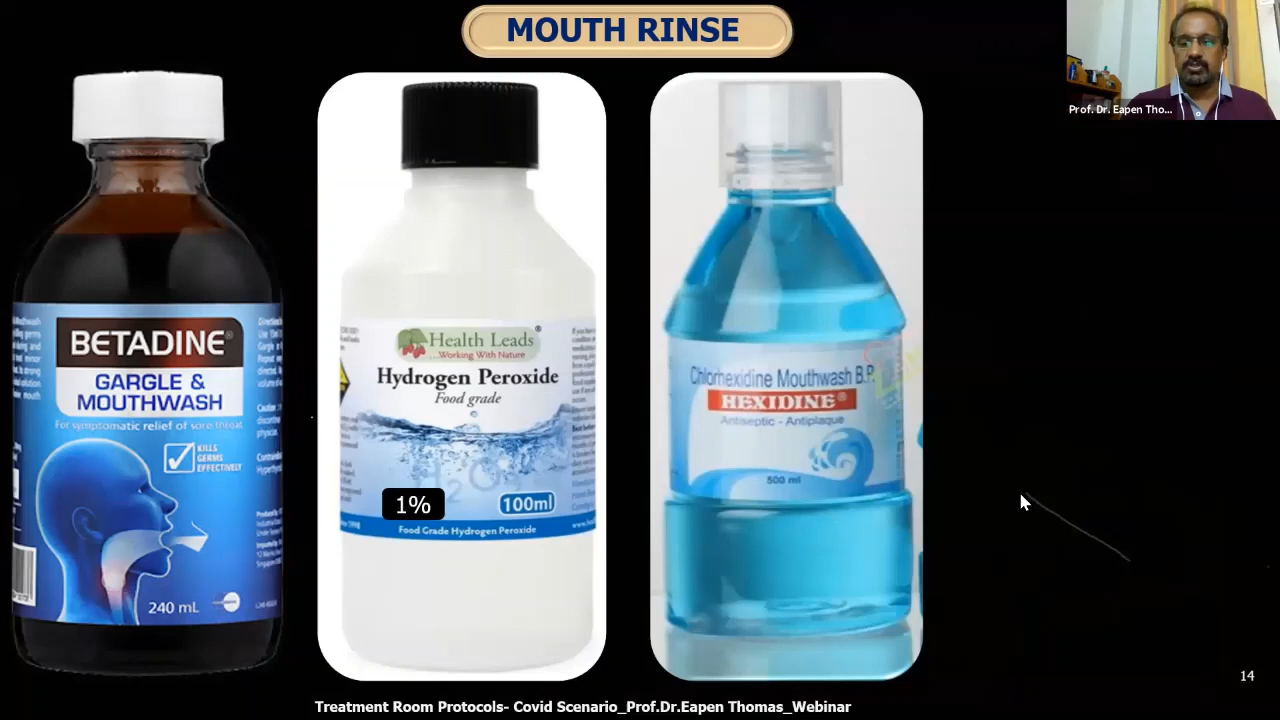 MOUTH RINSE
Prof. Dr. Eapen Tho...
BETADINE®
GARGLE &
MOUTHWASH
For symptomatic relief of sore throat
KILLS
GERMS
EFFECTIVELY
240 mL
Health Leads®
...Working With Nature
Hydrogen Peroxide
Food grade
H2O
1%
100ml
Food Grade Hydrogen Peroxide
Chlorhexidine Mouthwash B.P.
HEXIDINE®
Antiseptic - Antiplaque
500 ml
14
Treatment Room Protocols- Covid Scenario_Prof.Dr.Eapen Thomas_Webinar